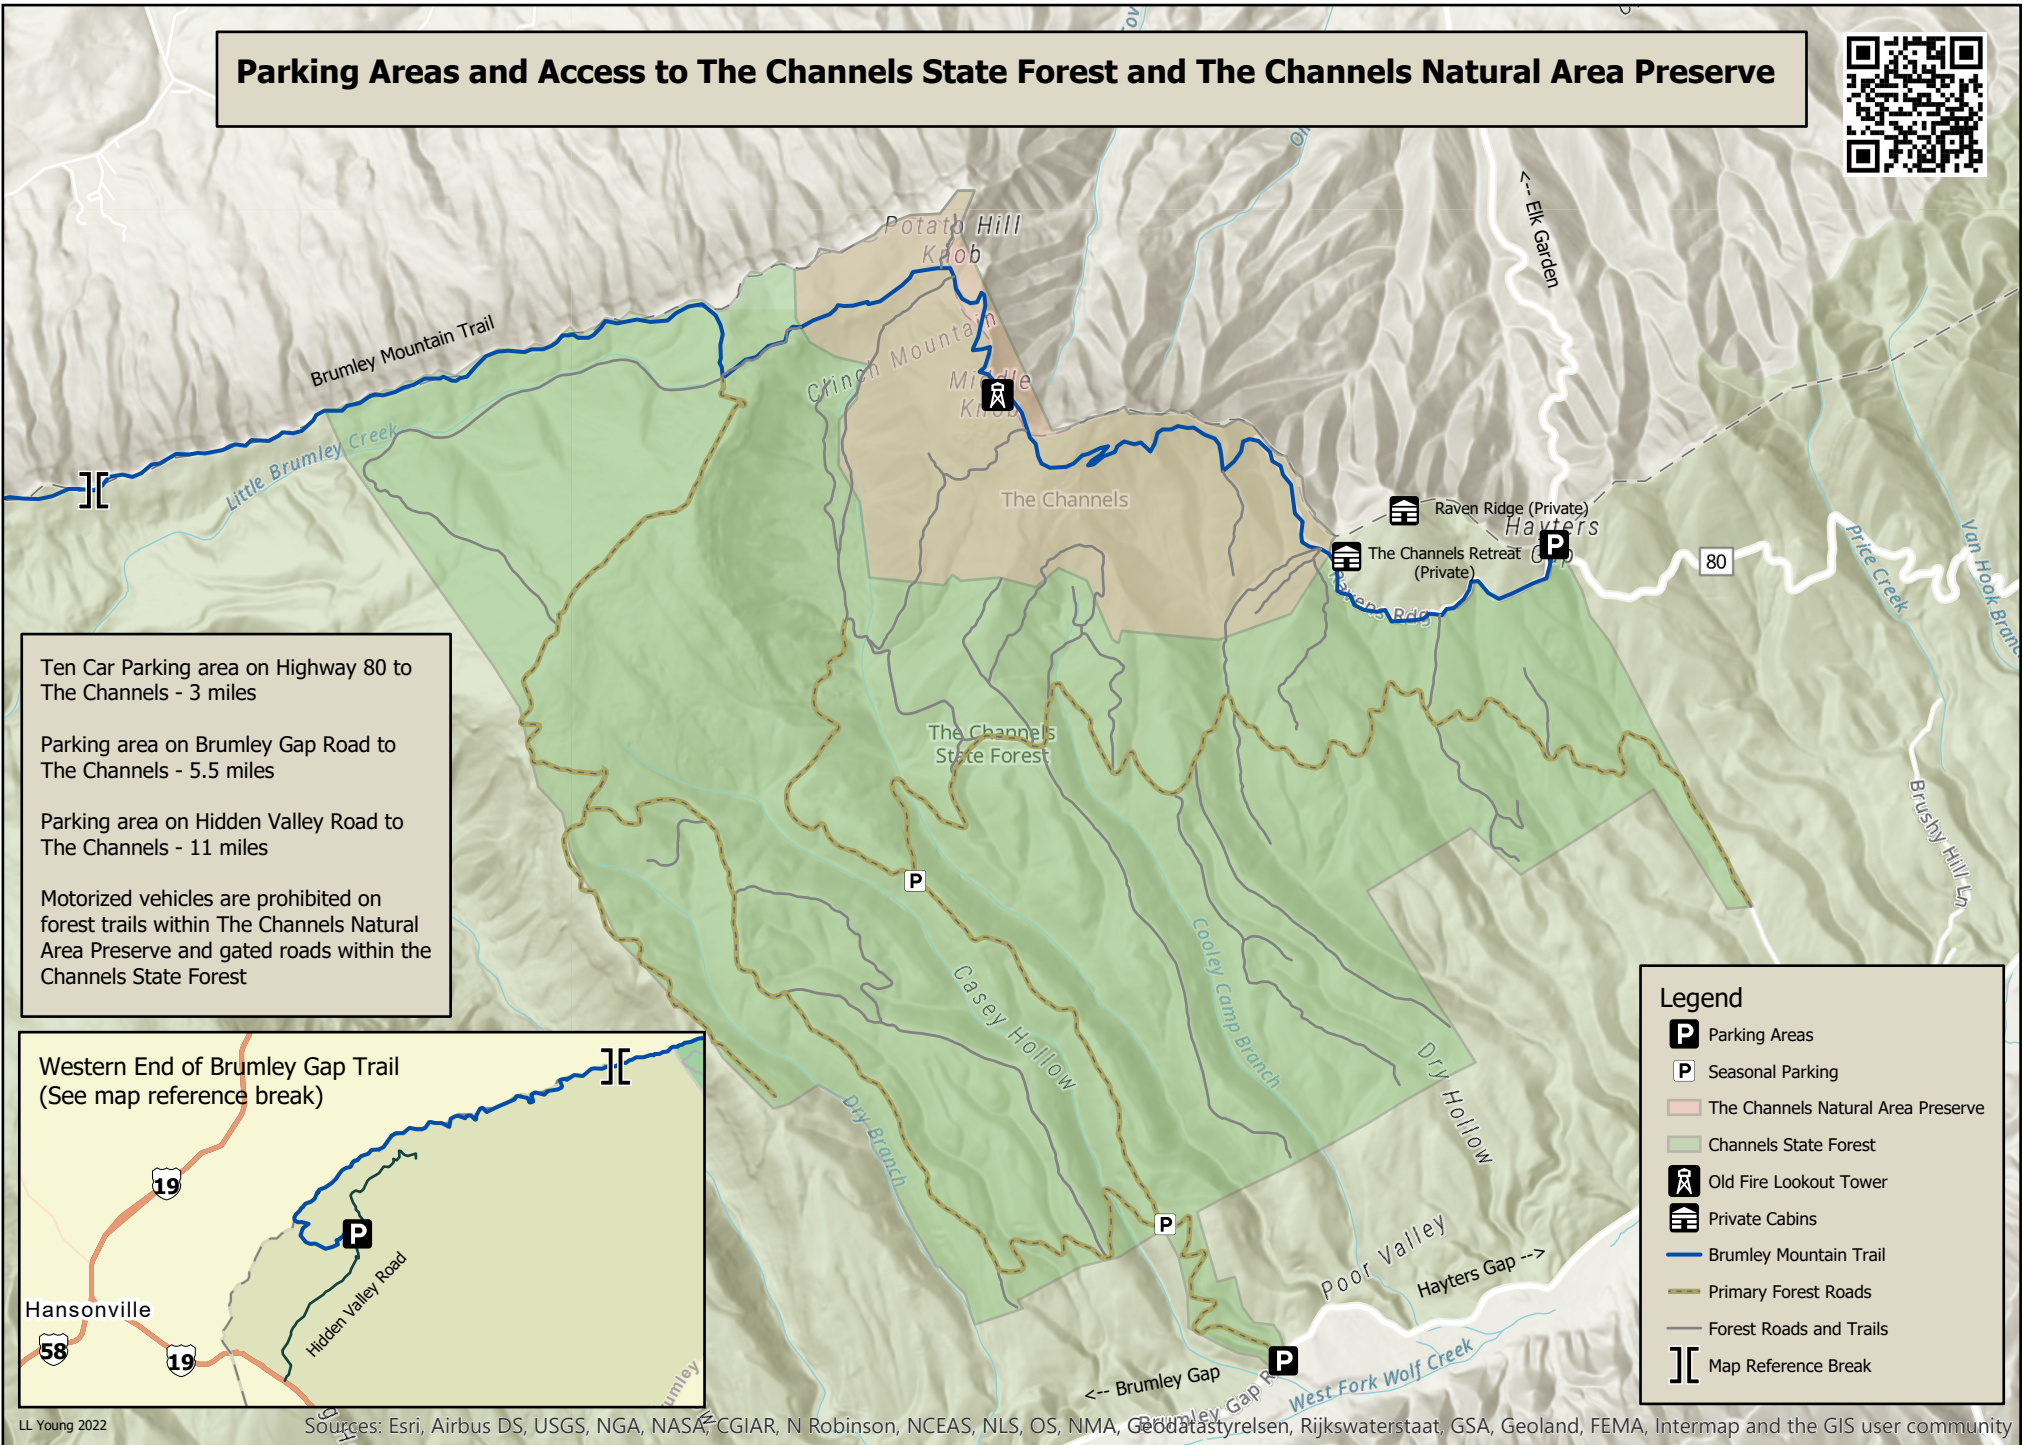 Parking Areas and Access to The Channels State Forest and The Channels Natural Area Preserve
<--- Elk Garden
Potato Hill
Knob
Brumley Mountain Trail
Clinch Mountain
Middle
Knob
Little Brumley Creek
The Channels
Raven Ridge (Private)
Hayters
Gap
P
The Channels Retreat
(Private)
Ravens Rdg
80
Price Creek
Van Hook Branch
Brushy Hill Ln
The Channels
State Forest
P
Casey Hollow
Cooley Camp Branch
Dry Hollow
Dry Branch
P
Poor Valley
Hayters Gap -->
P
<-- Brumley Gap
Brumley Gap R
West Fork Wolf Creek
Ten Car Parking area on Highway 80 to
The Channels - 3 miles
Parking area on Brumley Gap Road to
The Channels - 5.5 miles
Parking area on Hidden Valley Road to
The Channels - 11 miles
Motorized vehicles are prohibited on
forest trails within The Channels Natural
Area Preserve and gated roads within the
Channels State Forest
Western End of Brumley Gap Trail
(See map reference break)
19
P
Hidden Valley Road
Hansonville
58
19
Legend
P Parking Areas
P Seasonal Parking
The Channels Natural Area Preserve
Channels State Forest
Old Fire Lookout Tower
Private Cabins
Brumley Mountain Trail
Primary Forest Roads
Forest Roads and Trails
Map Reference Break
LL Young 2022
Sources: Esri, Airbus DS, USGS, NGA, NASA, CGIAR, N Robinson, NCEAS, NLS, OS, NMA, Geodatastyrelsen, Rijkswaterstaat, GSA, Geoland, FEMA, Intermap and the GIS user community